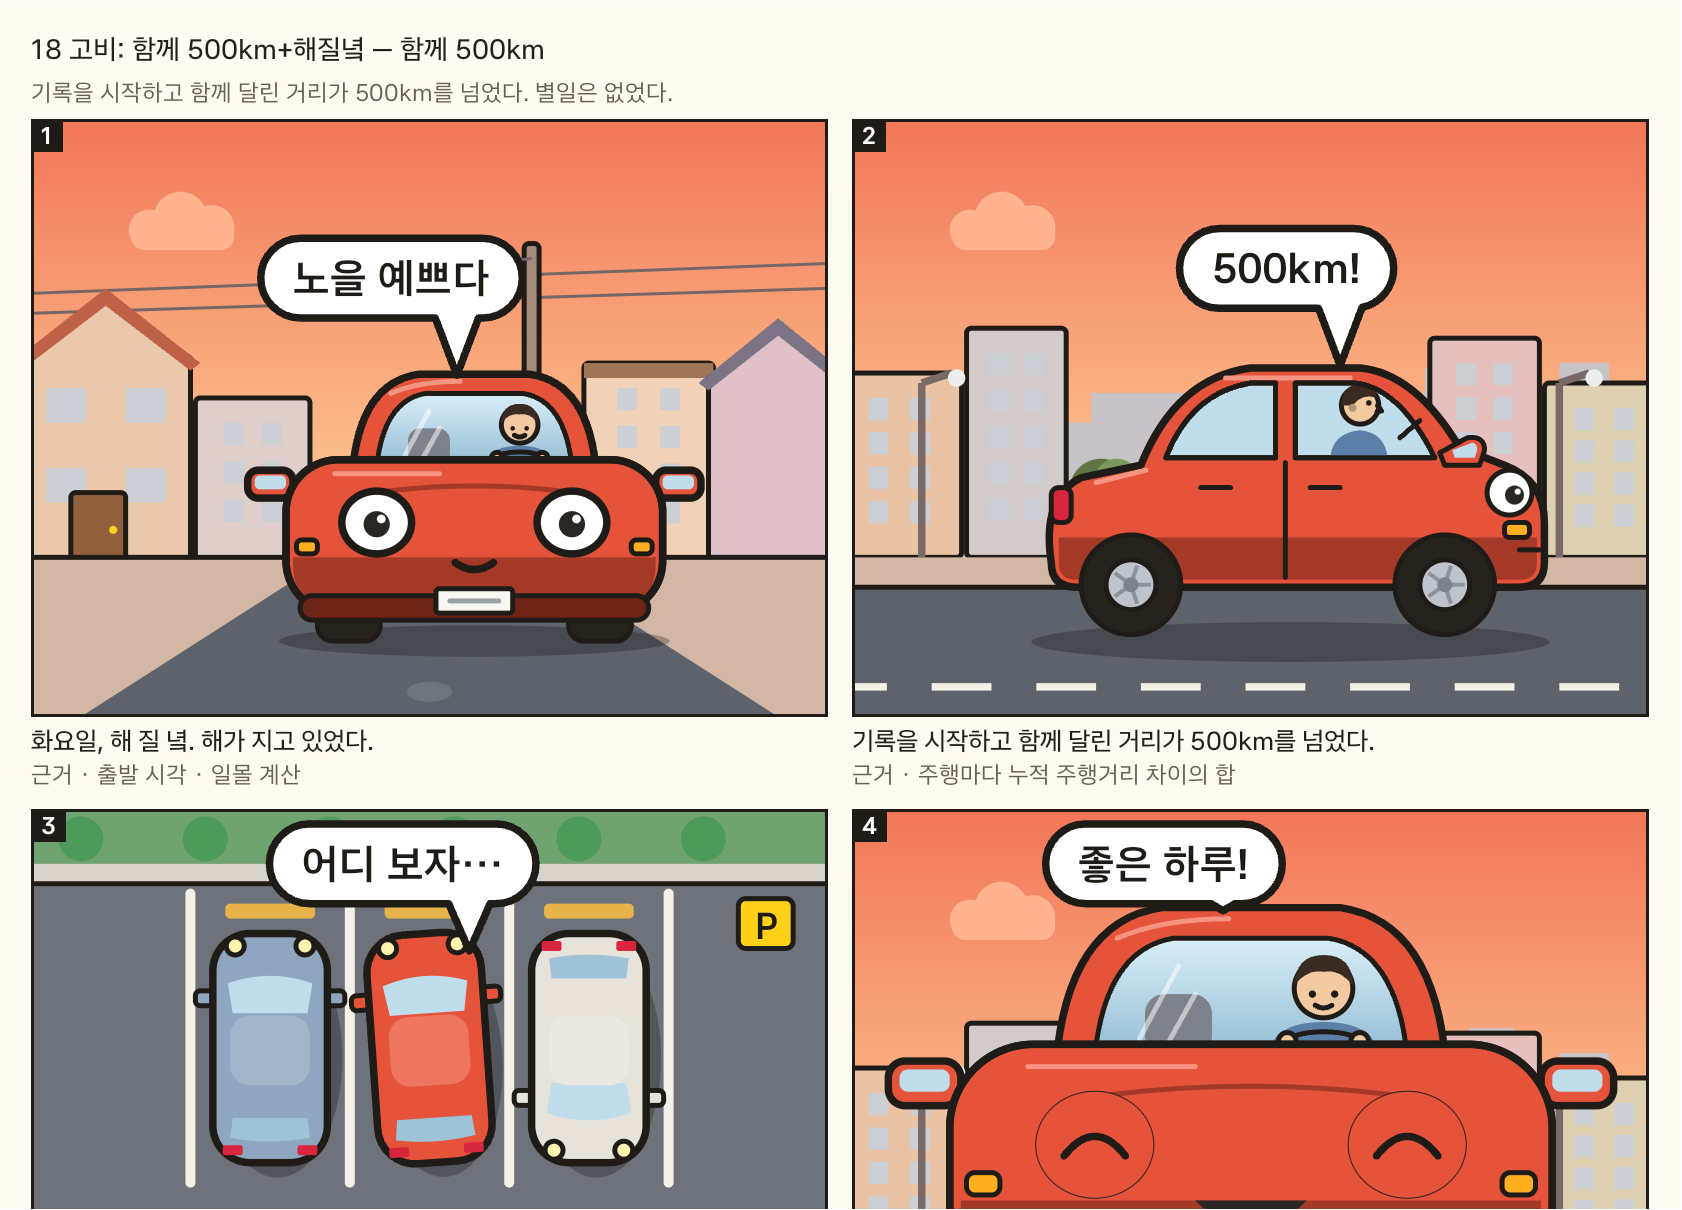 18 고비: 함께 500km+해질녘 — 함께 500km
기록을 시작하고 함께 달린 거리가 500km를 넘었다. 별일은 없었다.
1
노을 예쁘다
화요일, 해 질 녘. 해가 지고 있었다.
근거 · 출발 시각 · 일몰 계산
2
500km!
기록을 시작하고 함께 달린 거리가 500km를 넘었다.
근거 · 주행마다 누적 주행거리 차이의 합
3
어디 보자…
P
4
좋은 하루!